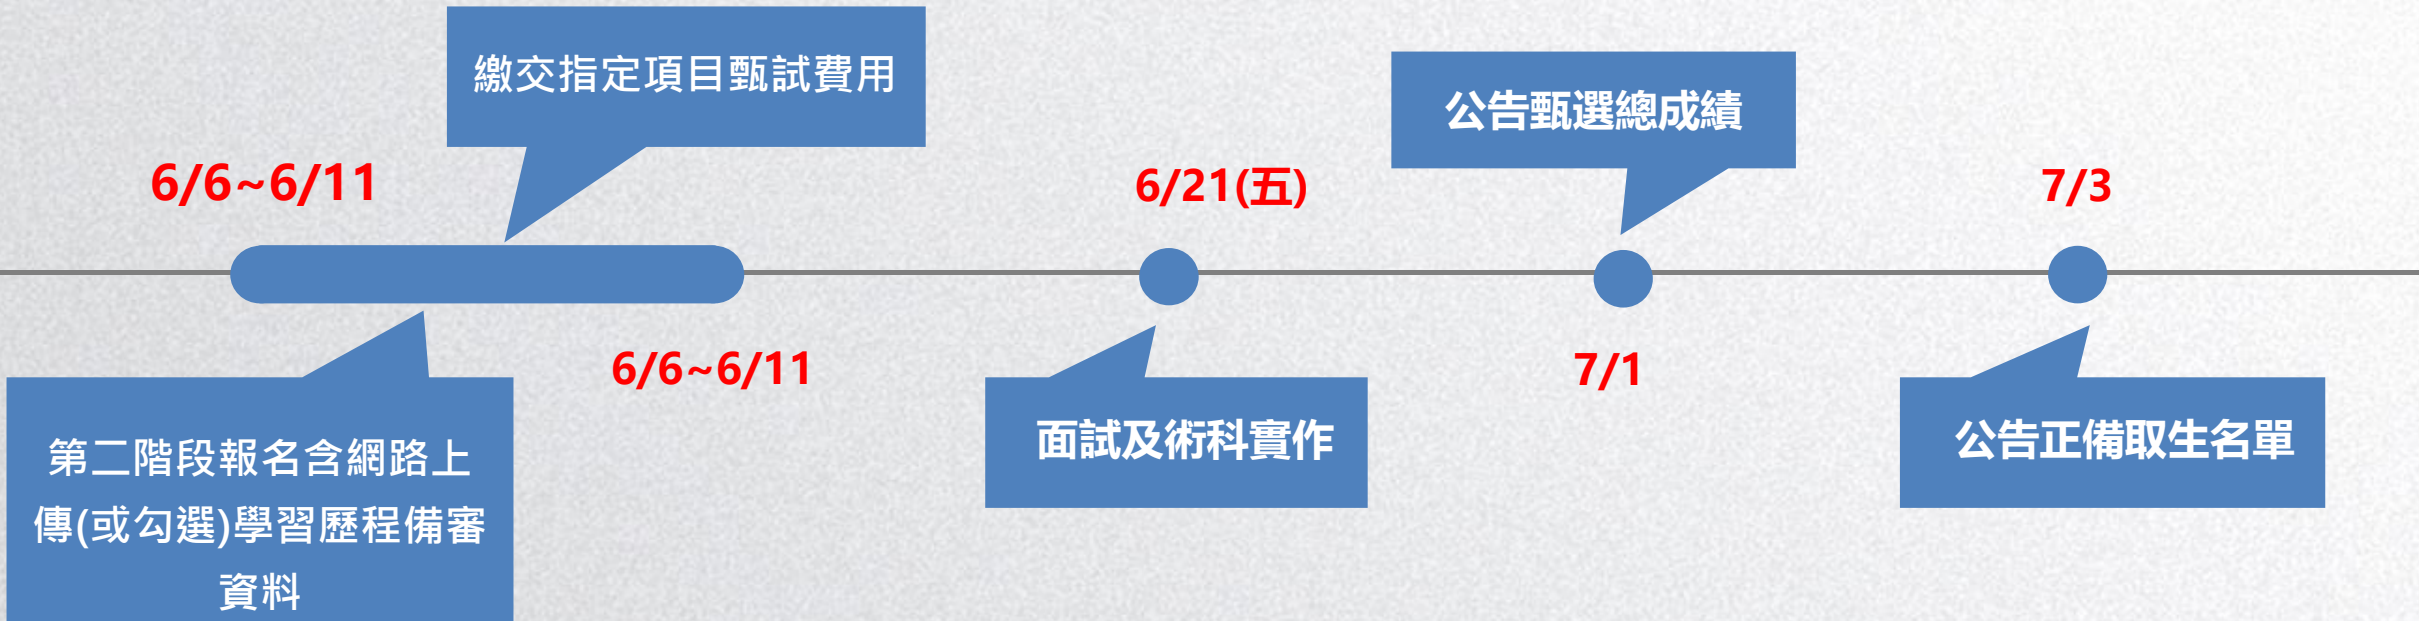 繳交指定項目甄試費用
公告甄選總成績
6/6~6/11
6/21(五)
7/3
6/6~6/11
7/1
第二階段報名含網路上
傳(或勾選)學習歷程備審
資料
面試及術科實作
公告正備取生名單